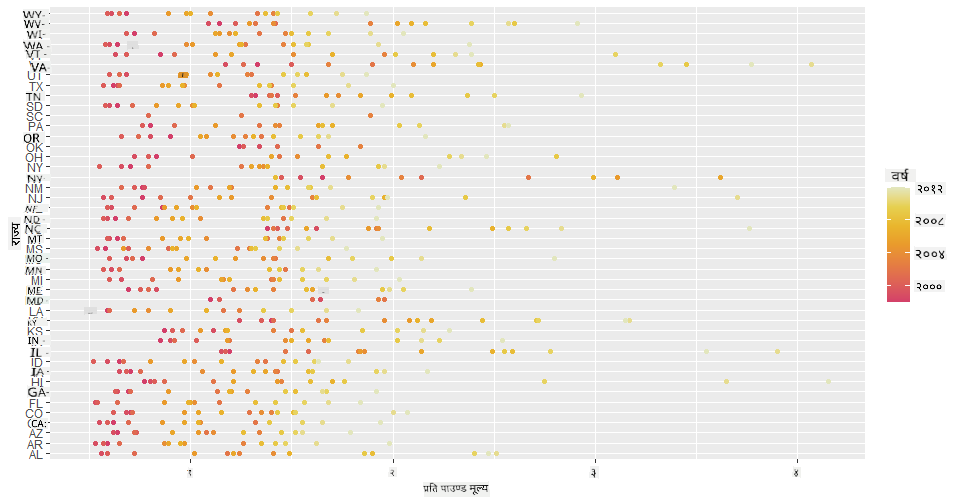 WY
WV
WI
WA
VT
VA
UT
TX
TN
SD
SC
PA
OR
OK
OH
NY
NV
NM
NJ
ND
NC
MT
MS
MO
MN
MI
ME
MD
LA
KY
KS
IN
IL
ID
IA
HI
GA
FL
CO
CA
AZ
AR
AL
राज्य
१
२
३
४
प्रति पाउण्ड मूल्य
वर्ष
२०१२
२००८
२००४
२०००